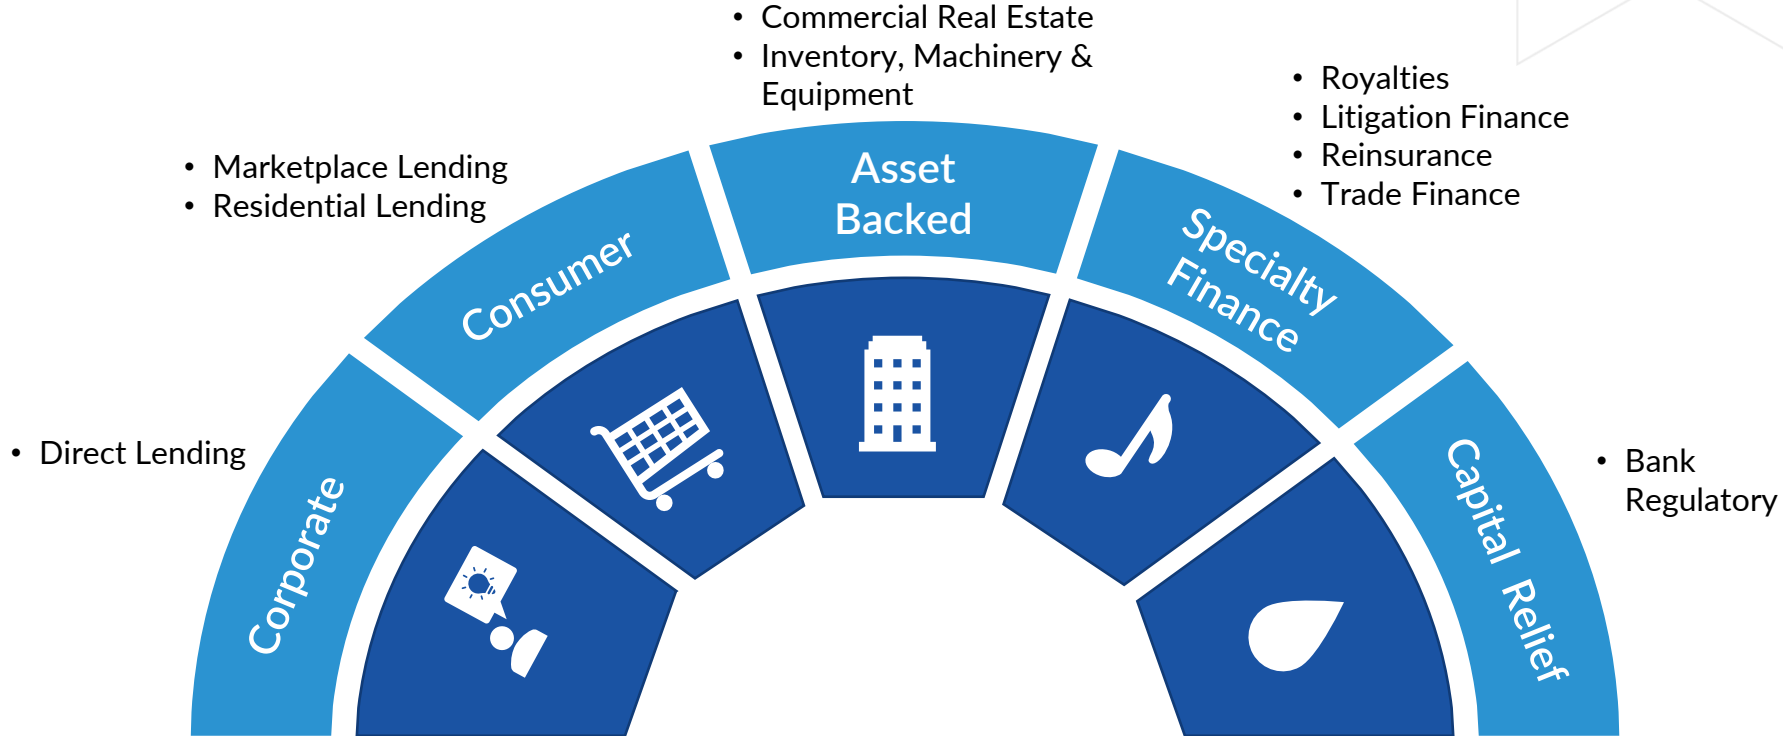 • Commercial Real Estate
• Inventory, Machinery &
Equipment
• Royalties
• Litigation Finance
• Reinsurance
• Trade Finance
• Marketplace Lending
• Residential Lending
Asset
Backed
Consumer
Specialty
Finance
• Direct Lending
Corporate
Capital Relief
• Bank
Regulatory